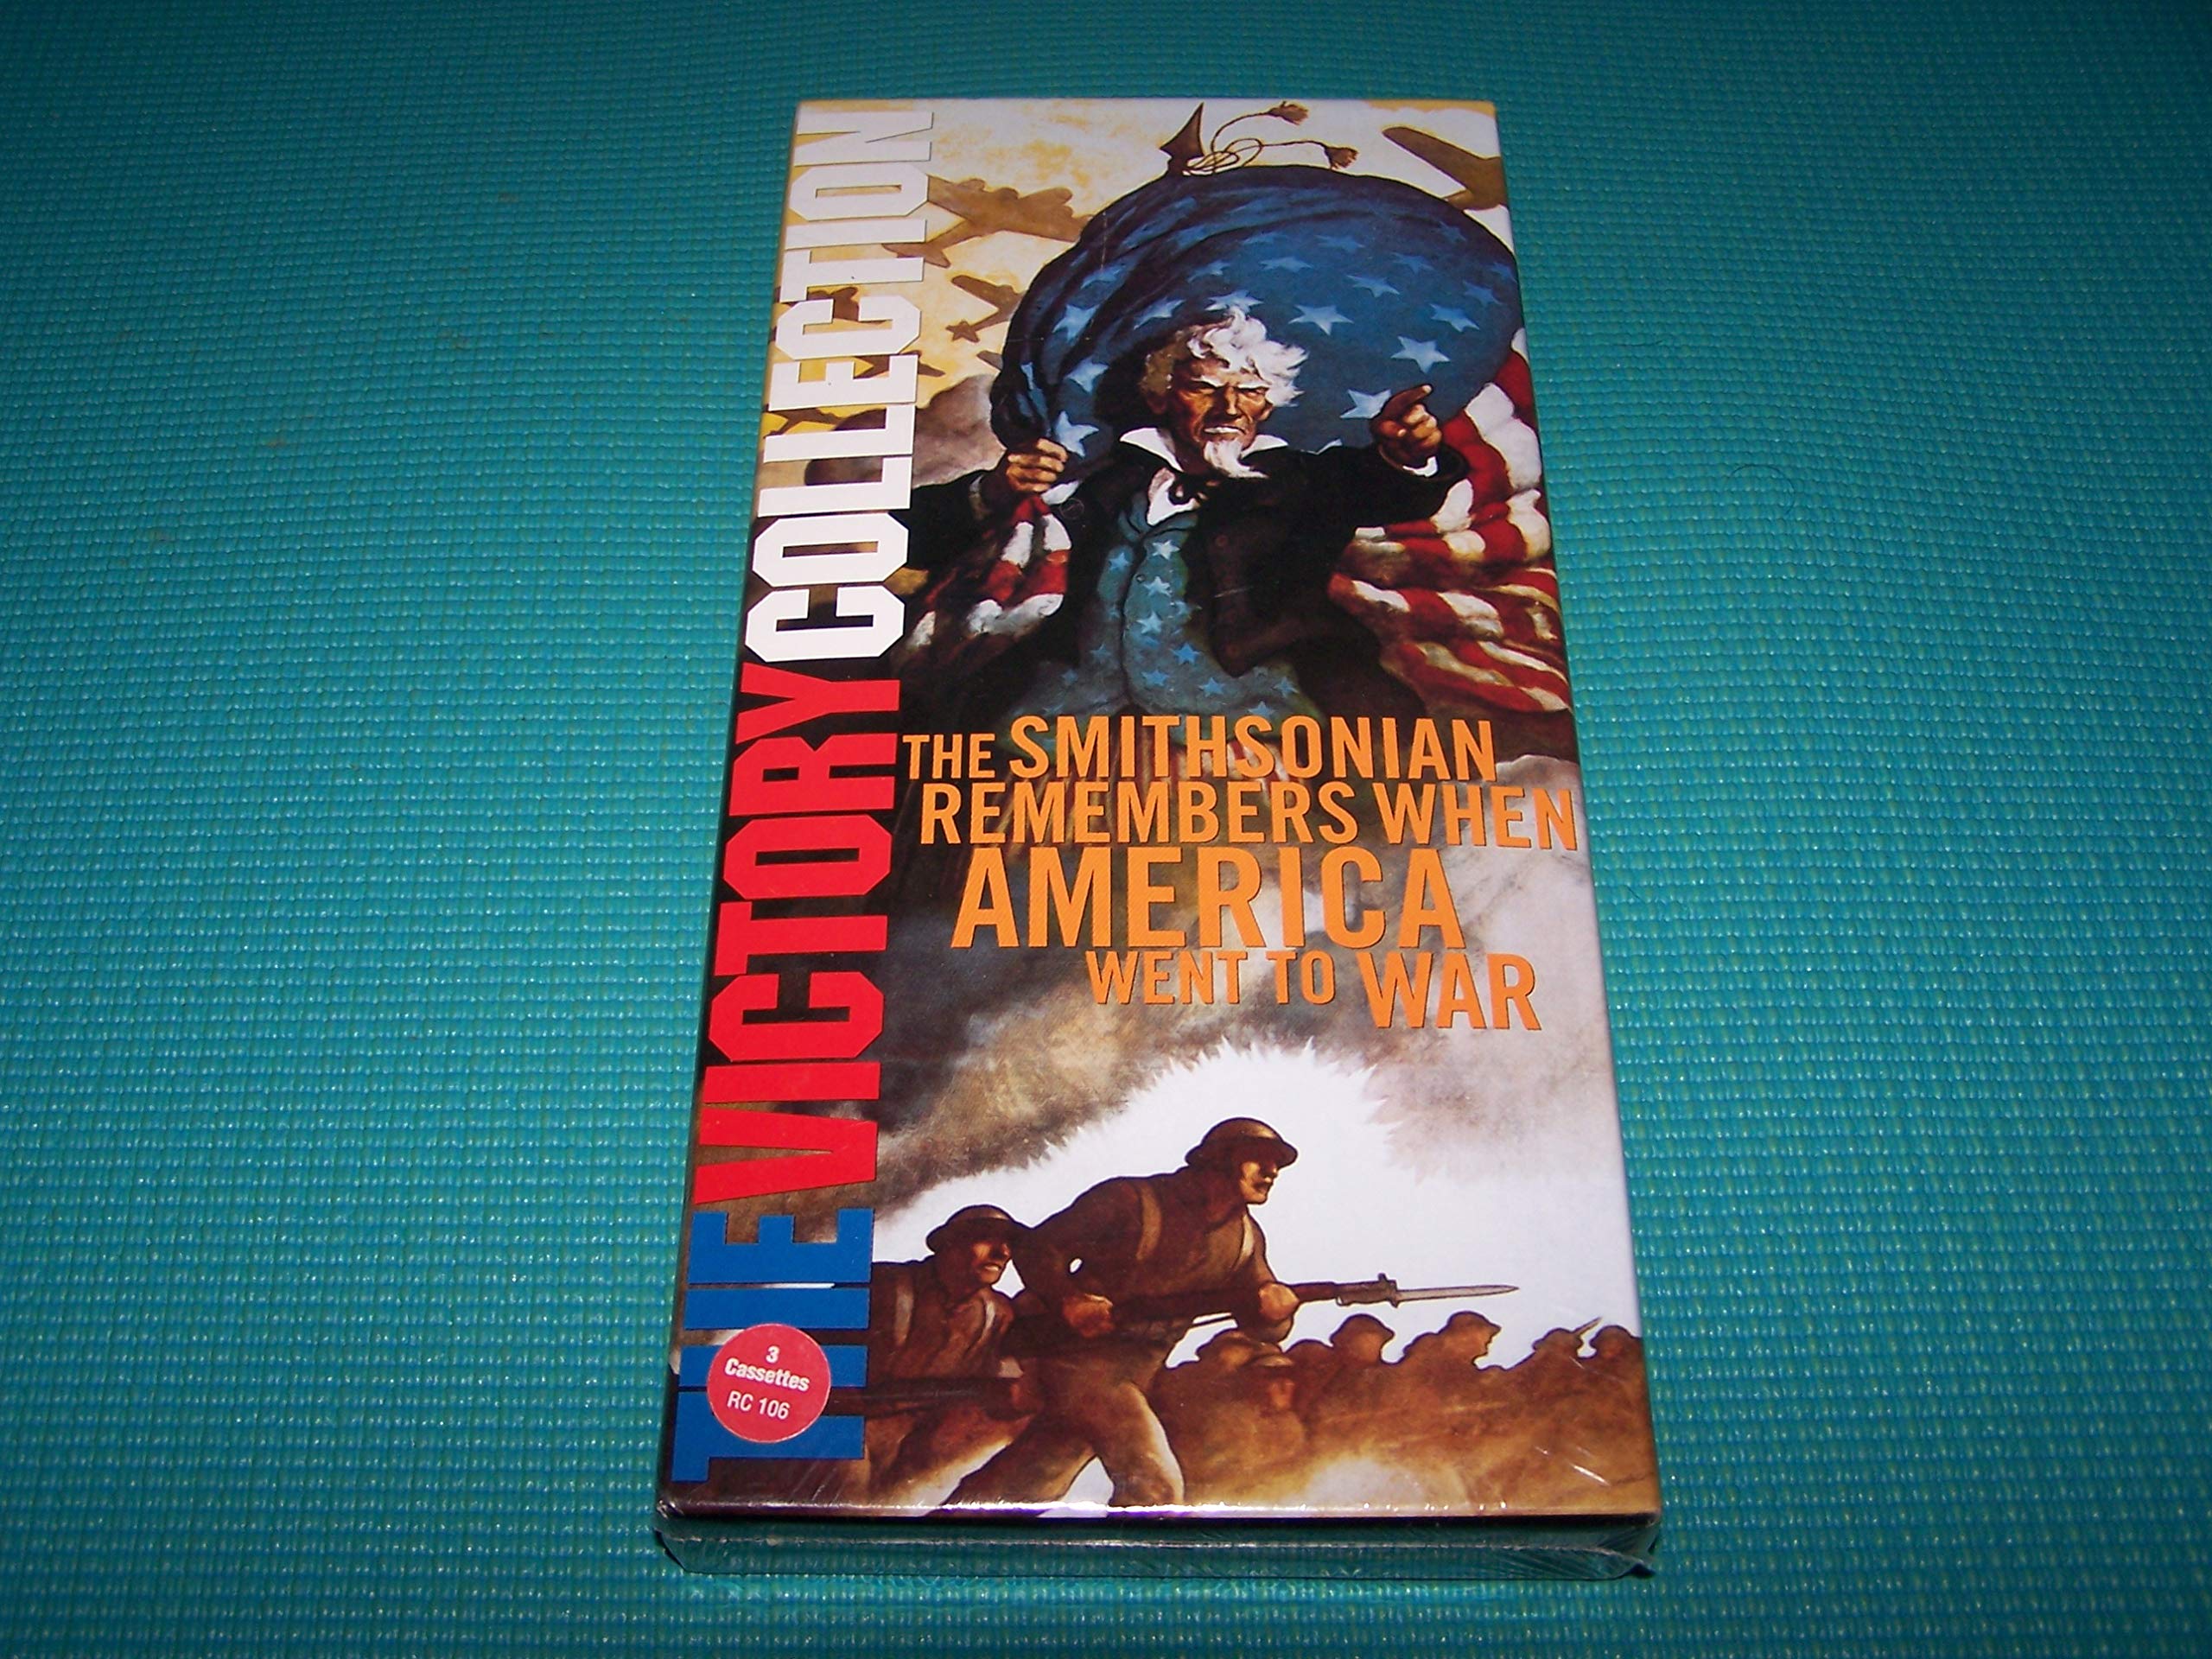 THE VICTORY COLLECTION
THE SMITHSONIAN
REMEMBERS WHEN
AMERICA
WENT TO WAR
3
Cassettes
RC 106